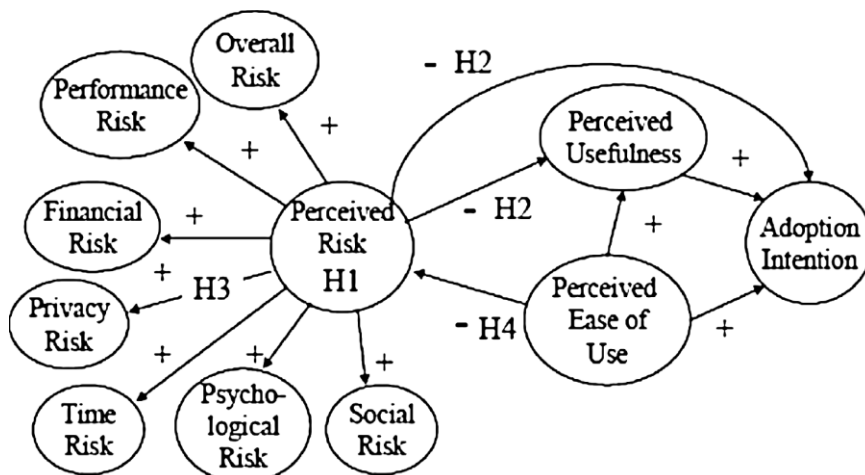 Overall
Risk
Performance
Risk
Financial
Risk
Privacy
Risk
Time
Risk
Psycho-
logical
Risk
Social
Risk
+
+
+
+
H3
+
+
+
Perceived
Risk
H1
- H2
- H2
- H4
Perceived
Usefulness
+
+
+
Perceived
Ease of
Use
Adoption
Intention